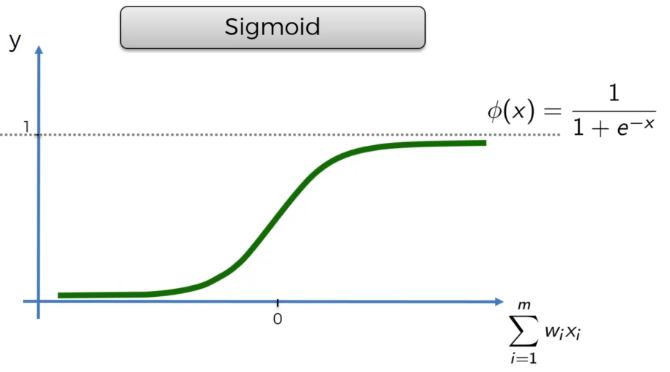 Sigmoid
y
1
ϕ(x) = 1 / (1 + e^{−x})
0
∑_{i=1}^{m} w_i x_i